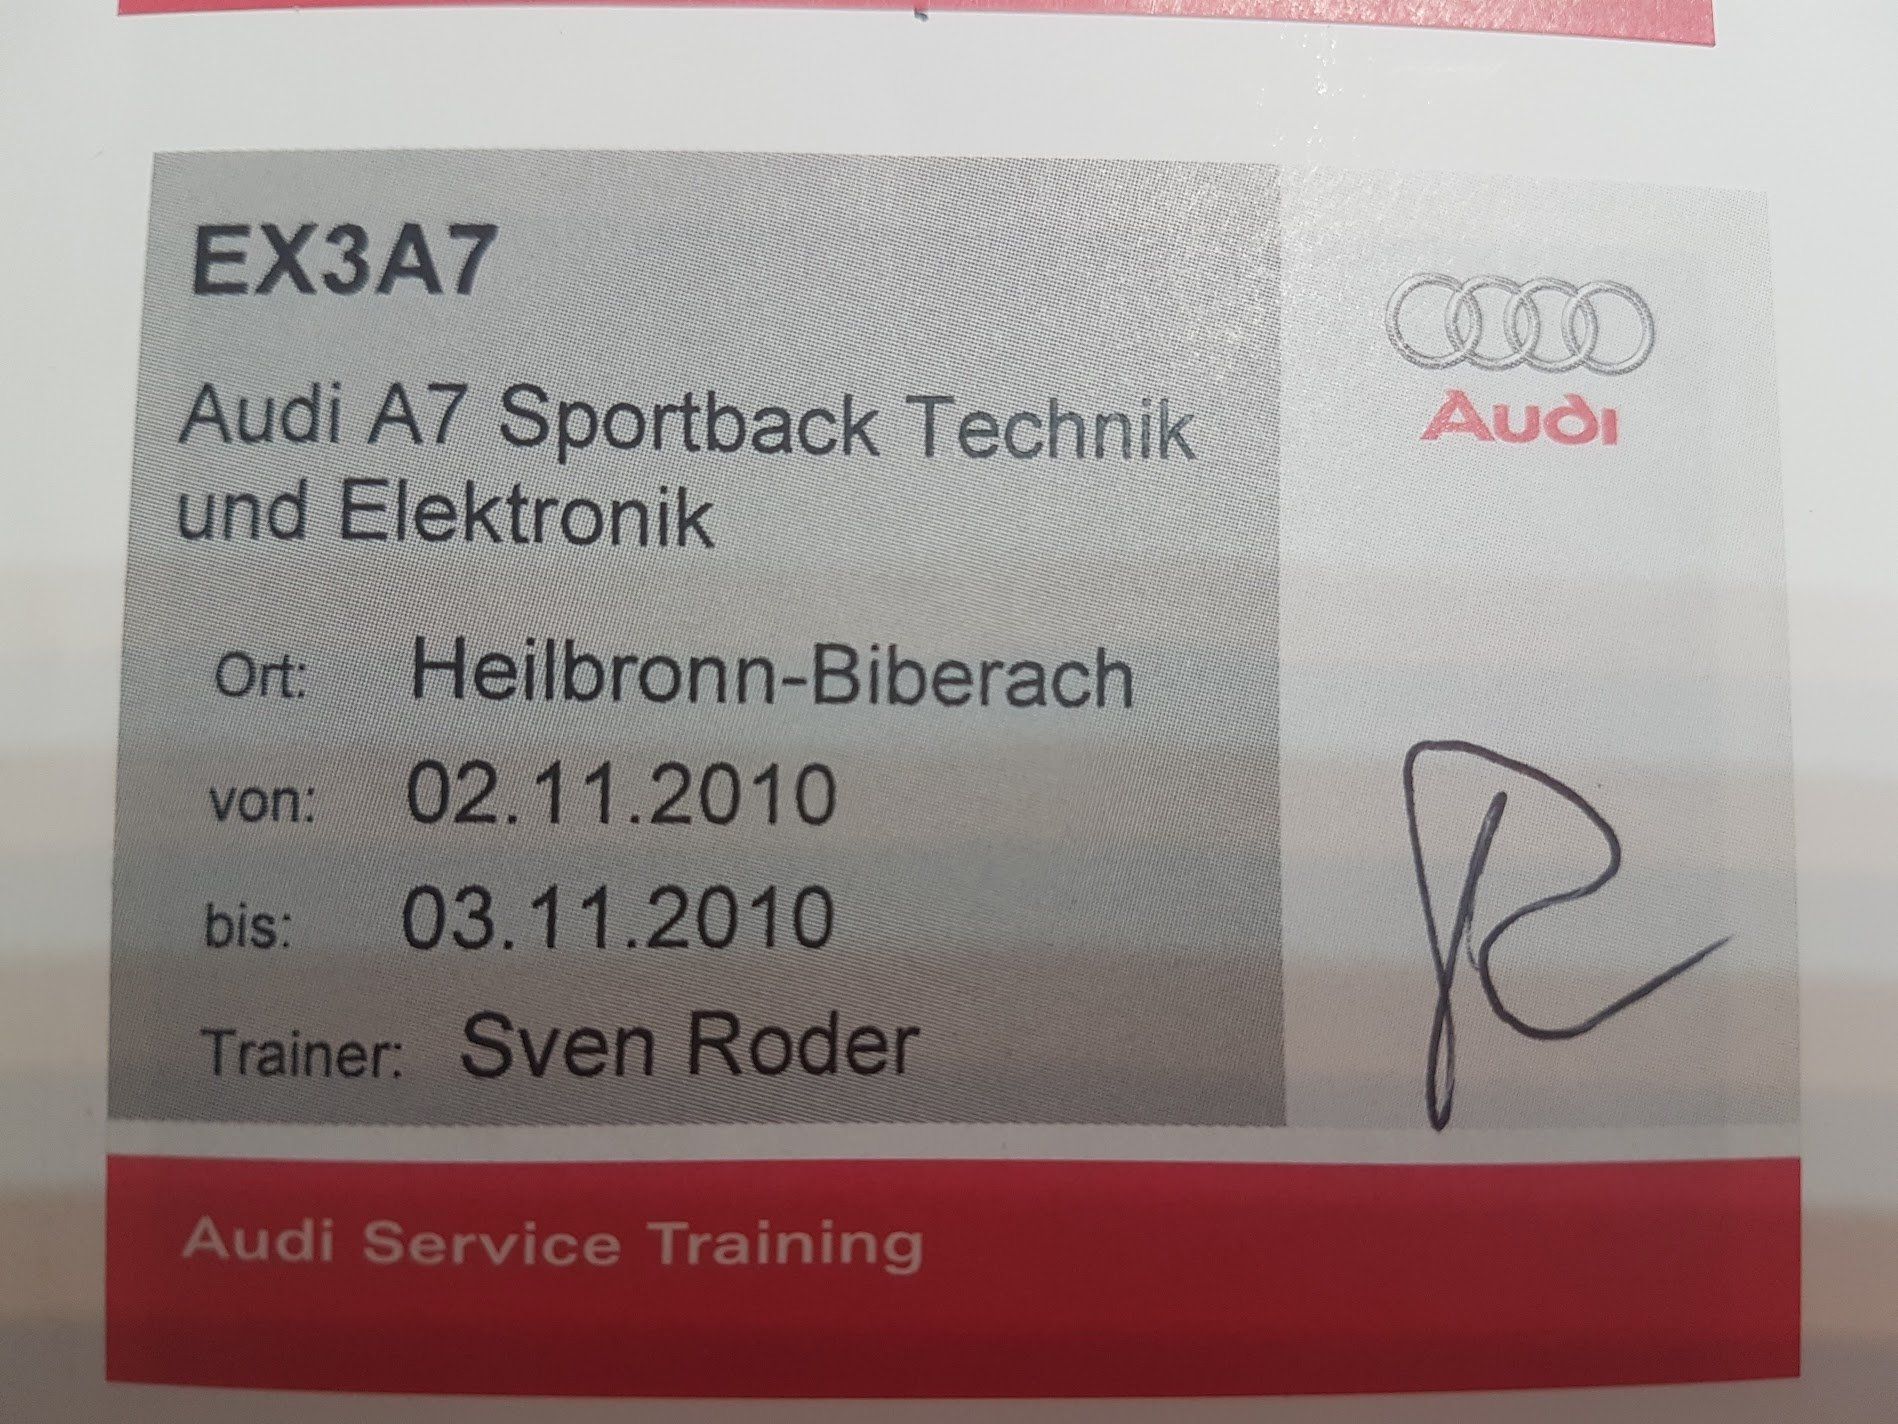 EX3A7
Audi
Audi A7 Sportback Technik
und Elektronik
Ort: Heilbronn-Biberach
von: 02.11.2010
bis: 03.11.2010
Trainer: Sven Roder
Audi Service Training